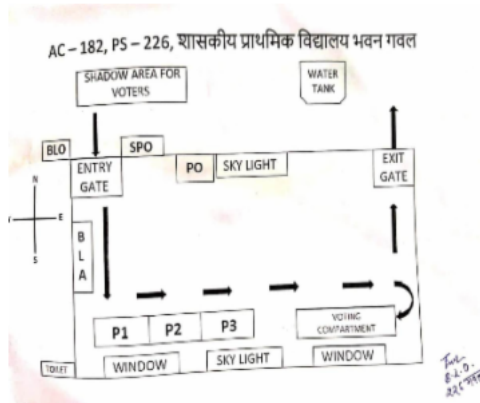 AC – 182, PS – 226, शासकीय प्राथमिक विद्यालय भवन गवल
SHADOW AREA FOR
VOTERS
WATER
TANK
BLO
SPO
ENTRY
GATE
PO
SKY LIGHT
EXIT
GATE
N
E
S
B
L
A
P1
P2
P3
VOTING
COMPARTMENT
TOILET
WINDOW
SKY LIGHT
WINDOW
B.L.O.
226